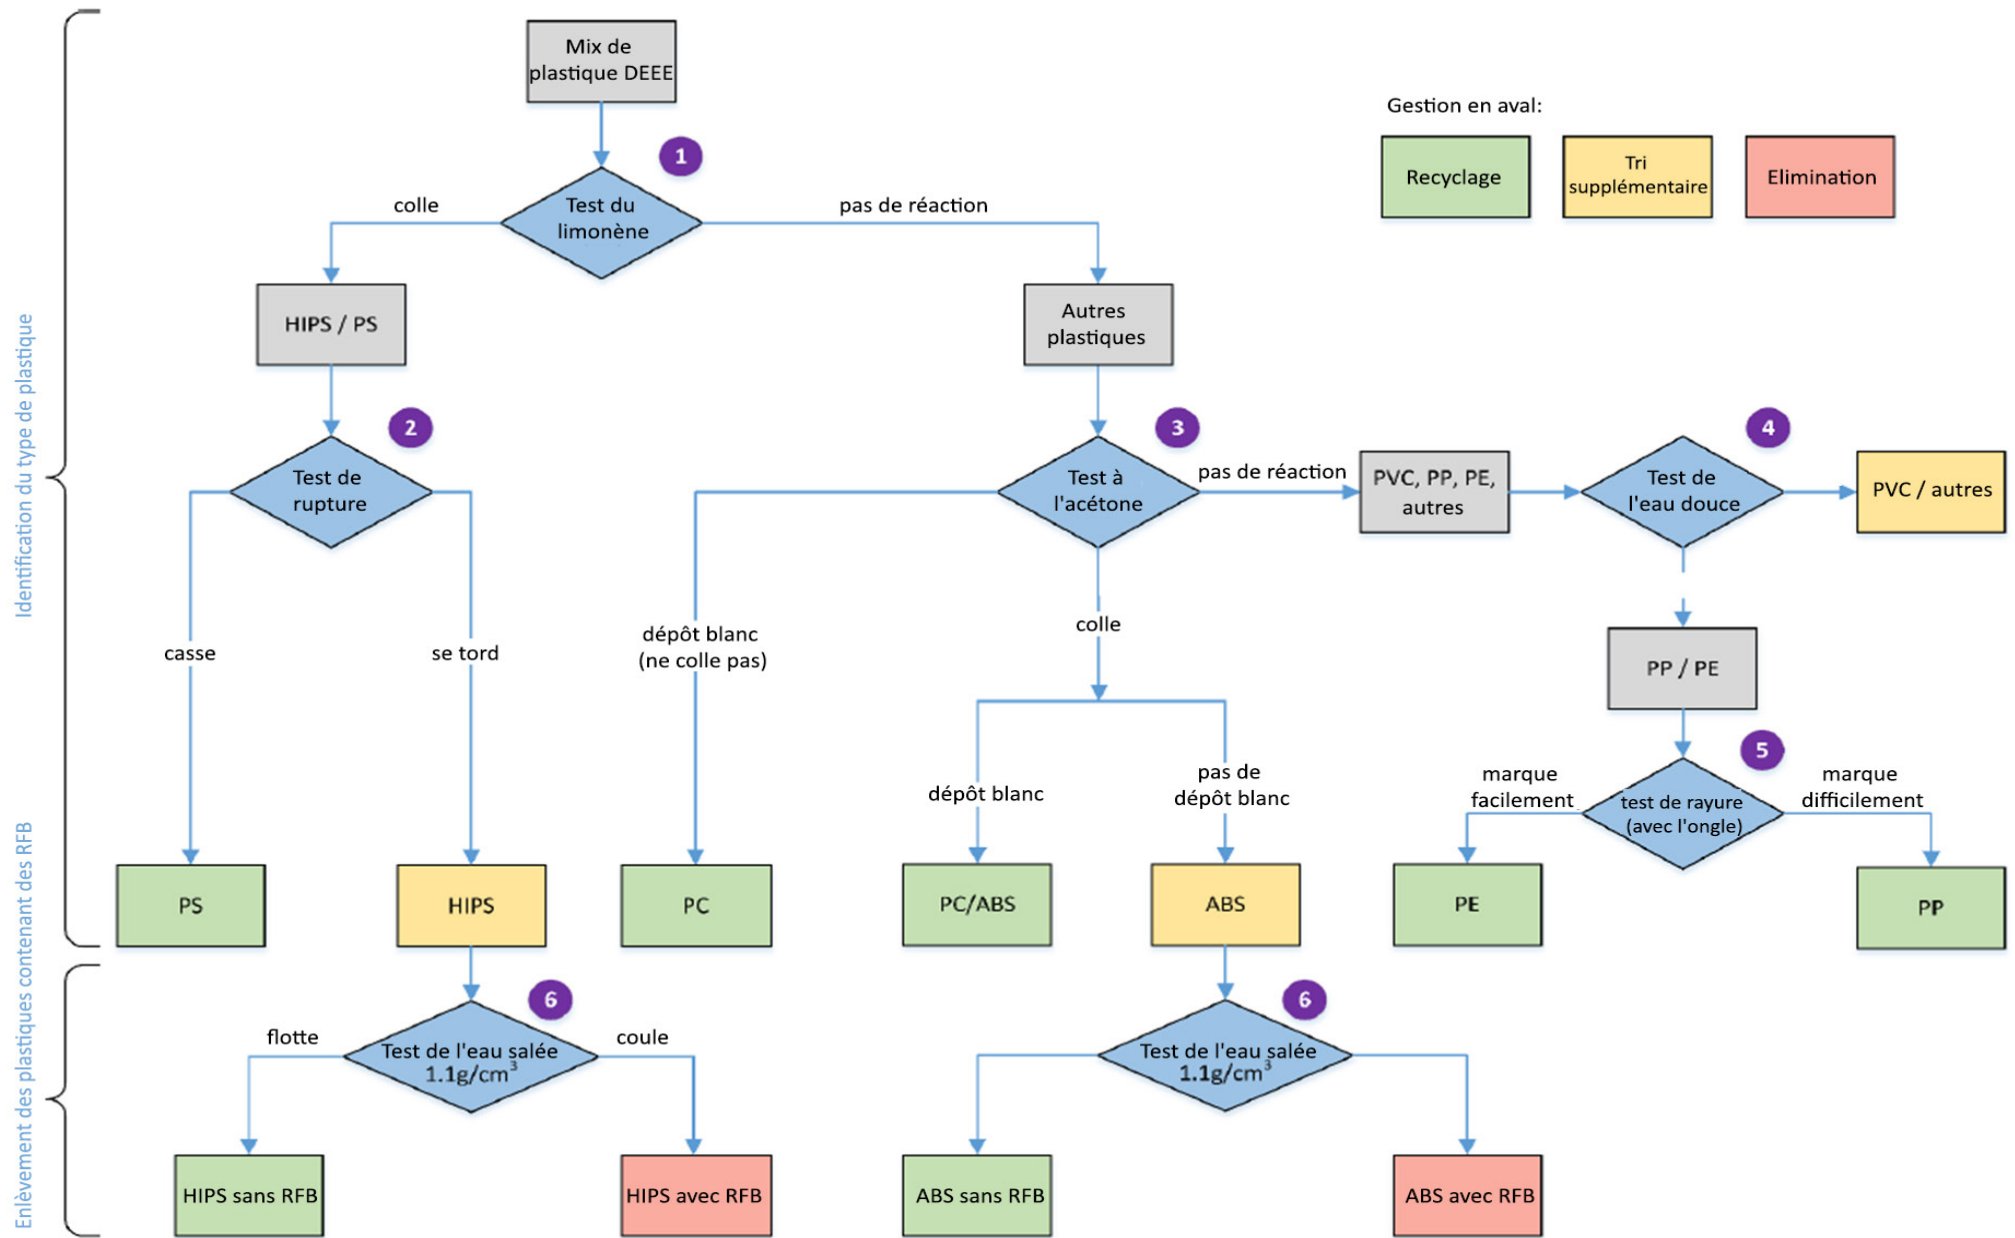 Mix de
plastique DEEE
1
Gestion en aval:
Recyclage
Tri
supplémentaire
Elimination
colle
Test du
limonène
pas de réaction
HIPS / PS
Autres
plastiques
Identification du type de plastique
2
3
4
Test de
rupture
Test à
l'acétone
pas de réaction
PVC, PP, PE,
autres
Test de
l'eau douce
PVC / autres
casse
se tord
dépôt blanc
(ne colle pas)
colle
PP / PE
5
dépôt blanc
pas de
dépôt blanc
marque
facilement
test de rayure
(avec l'ongle)
marque
difficilement
PS
HIPS
PC
PC/ABS
ABS
PE
PP
Enlèvement des plastiques contenant des RFB
6
6
flotte
Test de l'eau salée
1.1g/cm³
coule
Test de l'eau salée
1.1g/cm³
HIPS sans RFB
HIPS avec RFB
ABS sans RFB
ABS avec RFB